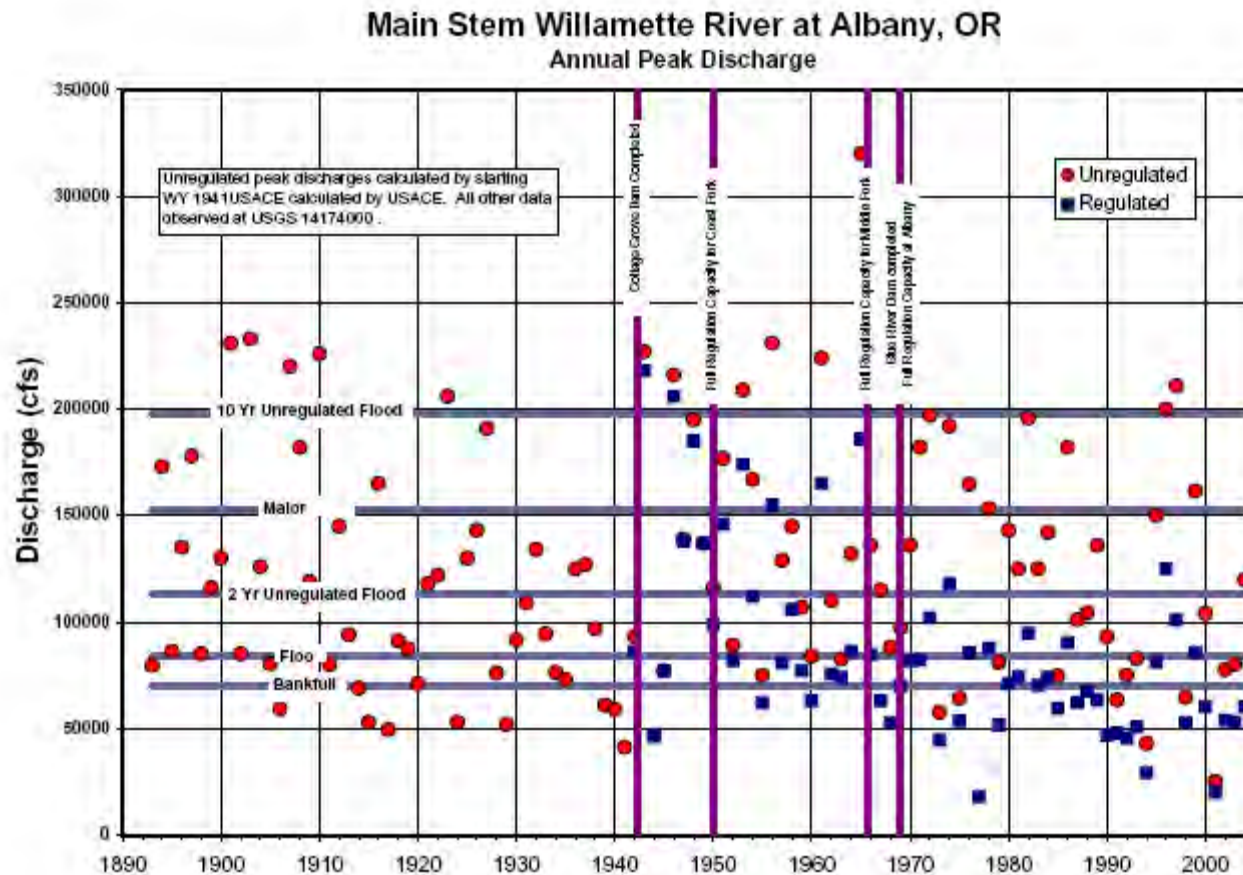 Main Stem Willamette River at Albany, OR
Annual Peak Discharge
Discharge (cfs)
350000
300000
250000
200000
150000
100000
50000
0
Unregulated peak discharges calculated by starting
WY 1941USACE calculated by USACE. All other data
observed at USGS 14174000 .
Cottage Grove Dam Completed
Full Regulation Capacity for Coast Fork
Full Regulation Capacity for Middle Fork
Blue River Dam completed
Full Regulation Capacity at Albany
Unregulated
Regulated
10 Yr Unregulated Flood
Major
2 Yr Unregulated Flood
Floo
Bankfull
1890 1900 1910 1920 1930 1940 1950 1960 1970 1980 1990 2000